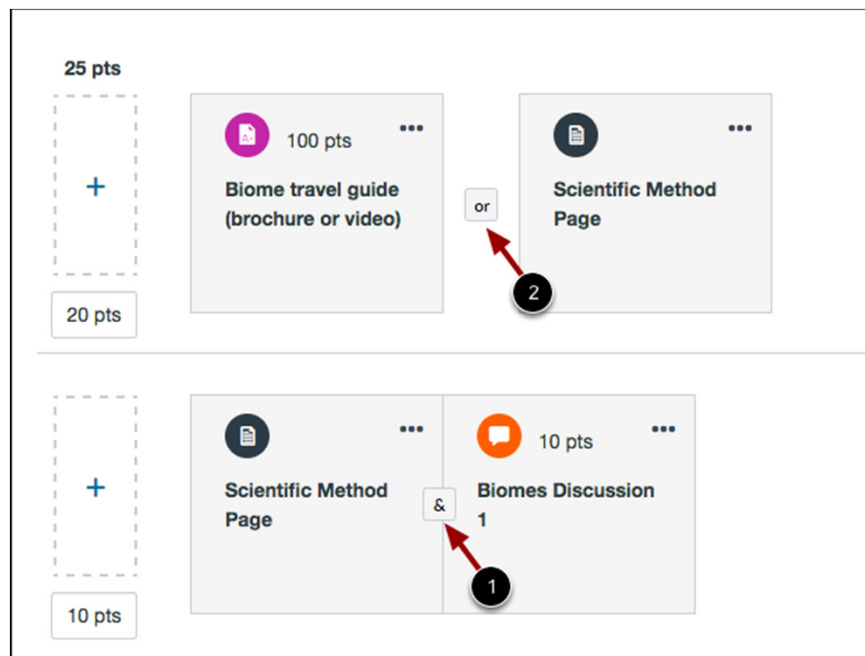 25 pts
+
100 pts
Biome travel guide
(brochure or video)
or
Scientific Method
Page
2
20 pts
+
Scientific Method
Page
&
10 pts
Biomes Discussion
1
1
10 pts